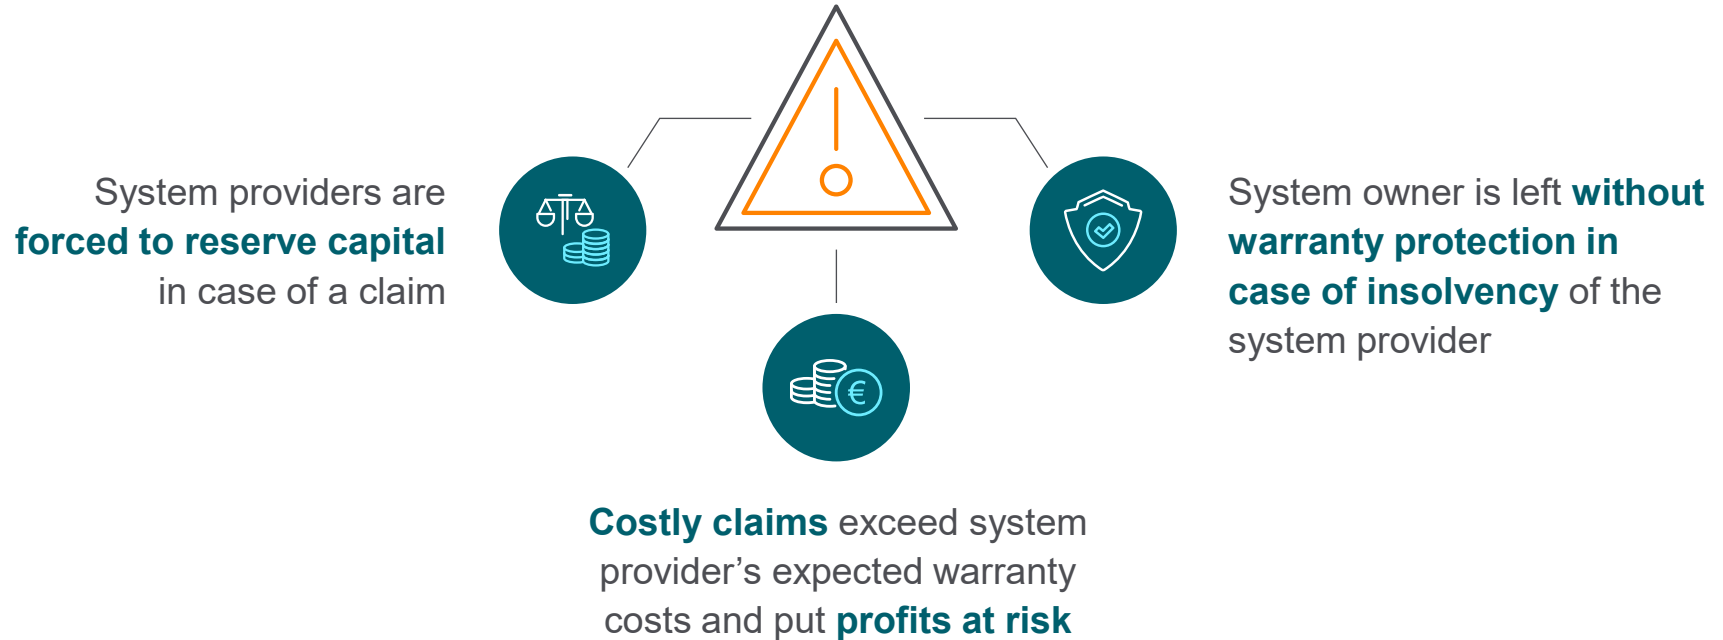 System providers are
forced to reserve capital
in case of a claim
€
Costly claims exceed system
provider’s expected warranty
costs and put profits at risk
System owner is left without
warranty protection in
case of insolvency of the
system provider